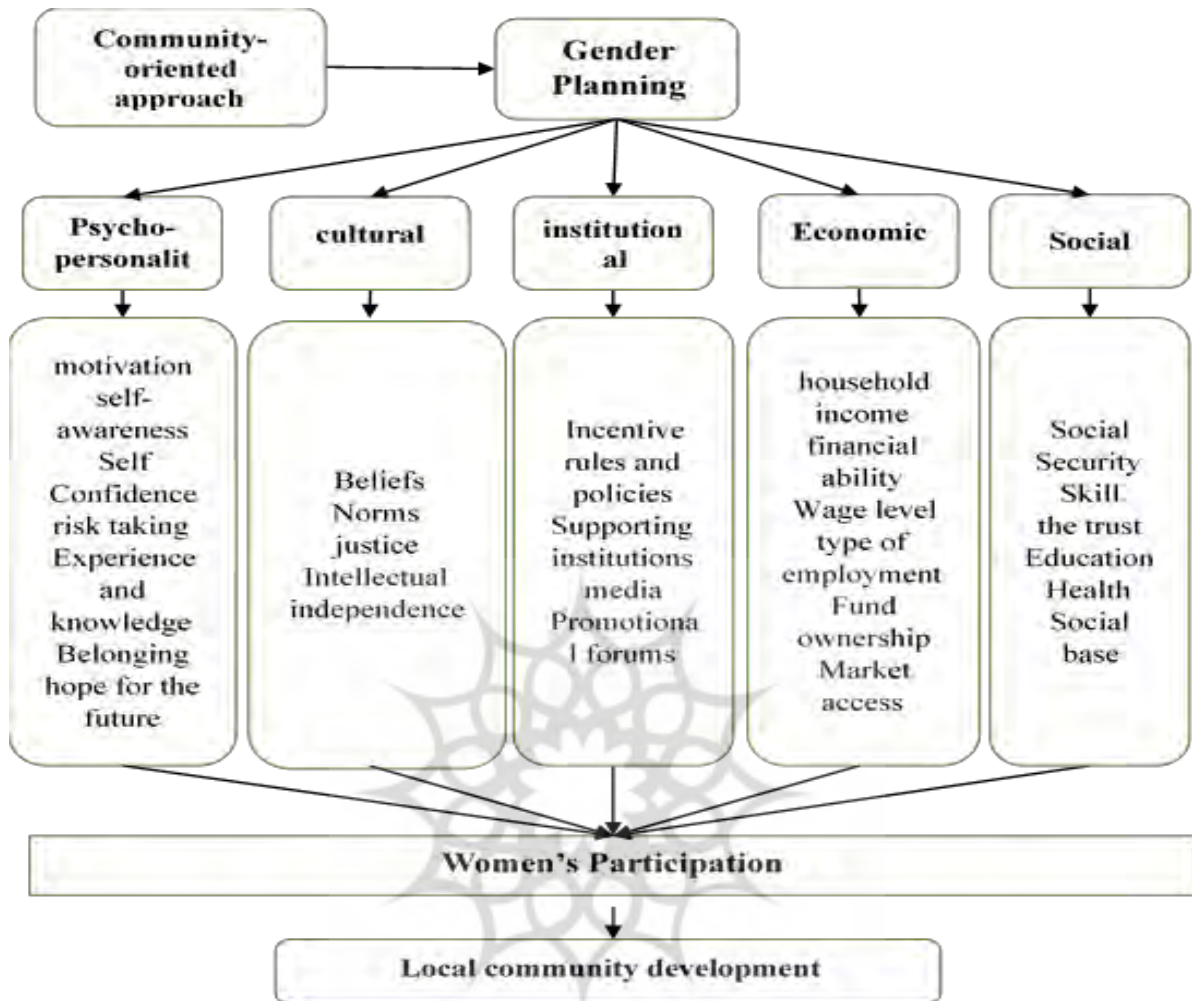 Community-
oriented
approach
Gender
Planning
Psycho-
personalit
cultural
institution
al
Economic
Social
motivation
self-
awareness
Self
Confidence
risk taking
Experience
and
knowledge
Belonging
hope for the
future
Beliefs
Norms
justice
Intellectual
independence
Incentive
rules and
policies
Supporting
institutions
media
Promotiona
l forums
household
income
financial
ability
Wage level
type of
employment
Fund
ownership
Market
access
Social
Security
Skill
the trust
Education
Health
Social
base
Women's Participation
Local community development